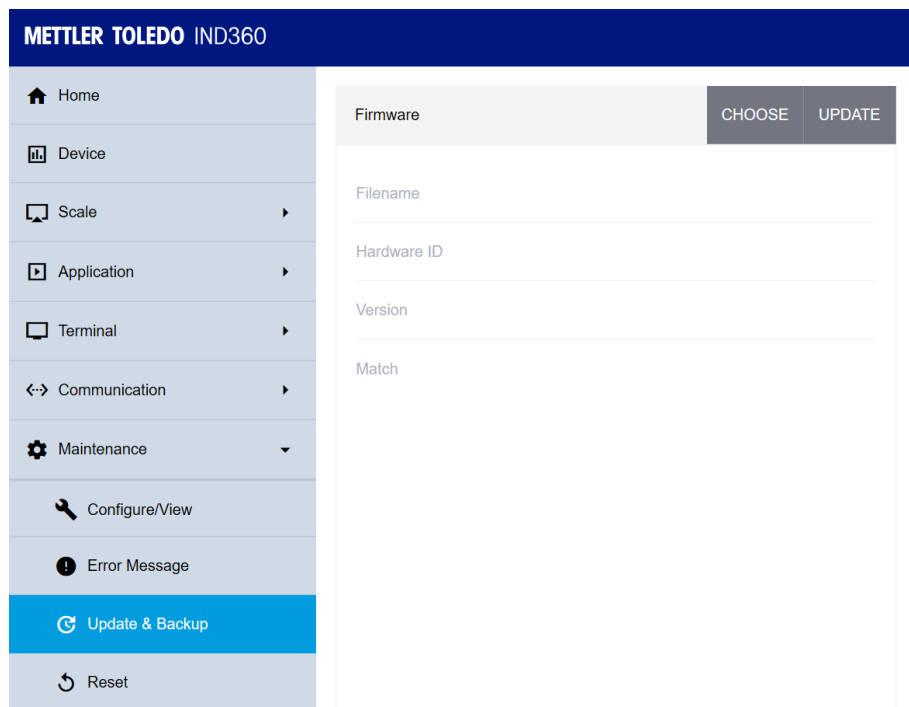 METTLER TOLEDO IND360
Home
Device
Scale
Application
Terminal
Communication
Maintenance
Configure/View
Error Message
Update & Backup
Reset
Firmware
CHOOSE
UPDATE
Filename
Hardware ID
Version
Match